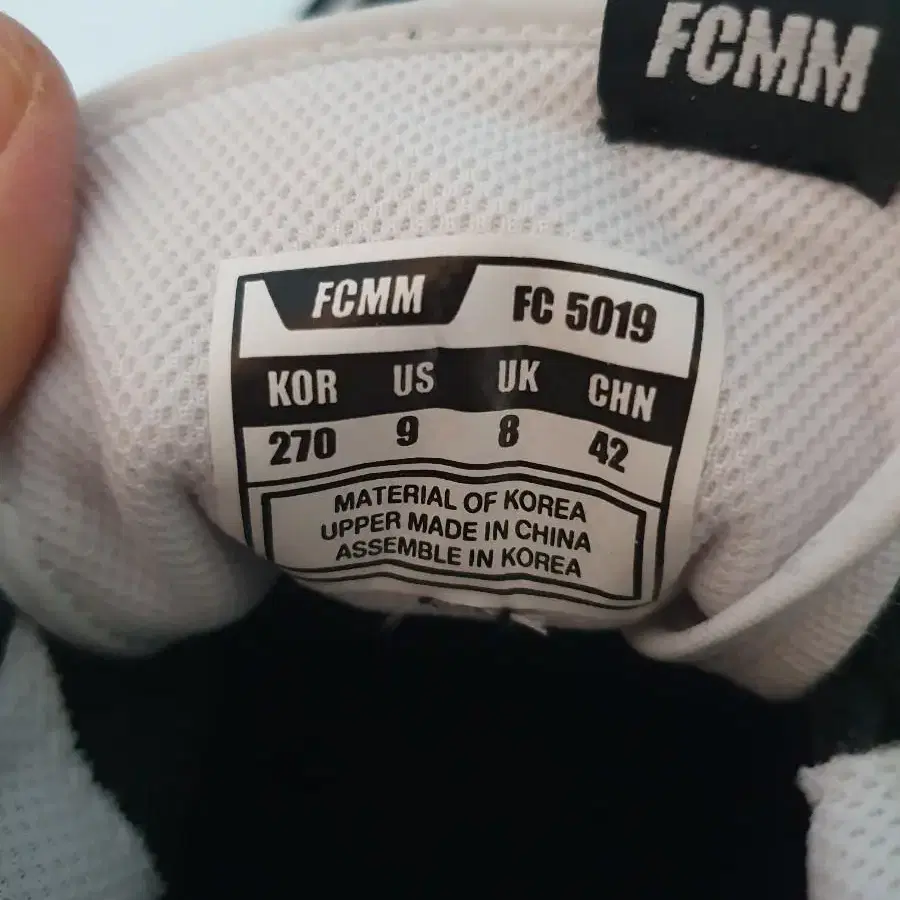 FCMM
FCMM FC 5019
KOR US UK CHN
270 9 8 42
MATERIAL OF KOREA
UPPER MADE IN CHINA
ASSEMBLE IN KOREA